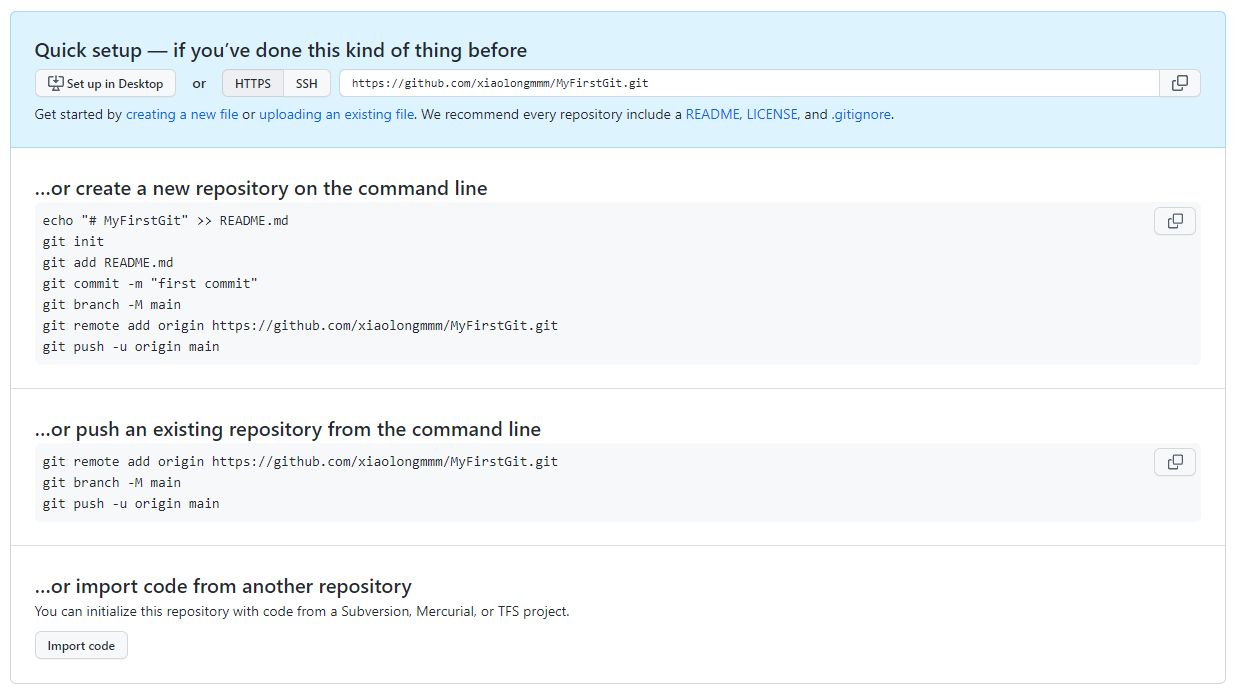 Quick setup — if you’ve done this kind of thing before
Set up in Desktop or HTTPS SSH https://github.com/xiaolongmmm/MyFirstGit.git
Get started by creating a new file or uploading an existing file. We recommend every repository include a README, LICENSE, and .gitignore.
…or create a new repository on the command line
echo "# MyFirstGit" >> README.md
git init
git add README.md
git commit -m "first commit"
git branch -M main
git remote add origin https://github.com/xiaolongmmm/MyFirstGit.git
git push -u origin main
…or push an existing repository from the command line
git remote add origin https://github.com/xiaolongmmm/MyFirstGit.git
git branch -M main
git push -u origin main
…or import code from another repository
You can initialize this repository with code from a Subversion, Mercurial, or TFS project.
Import code